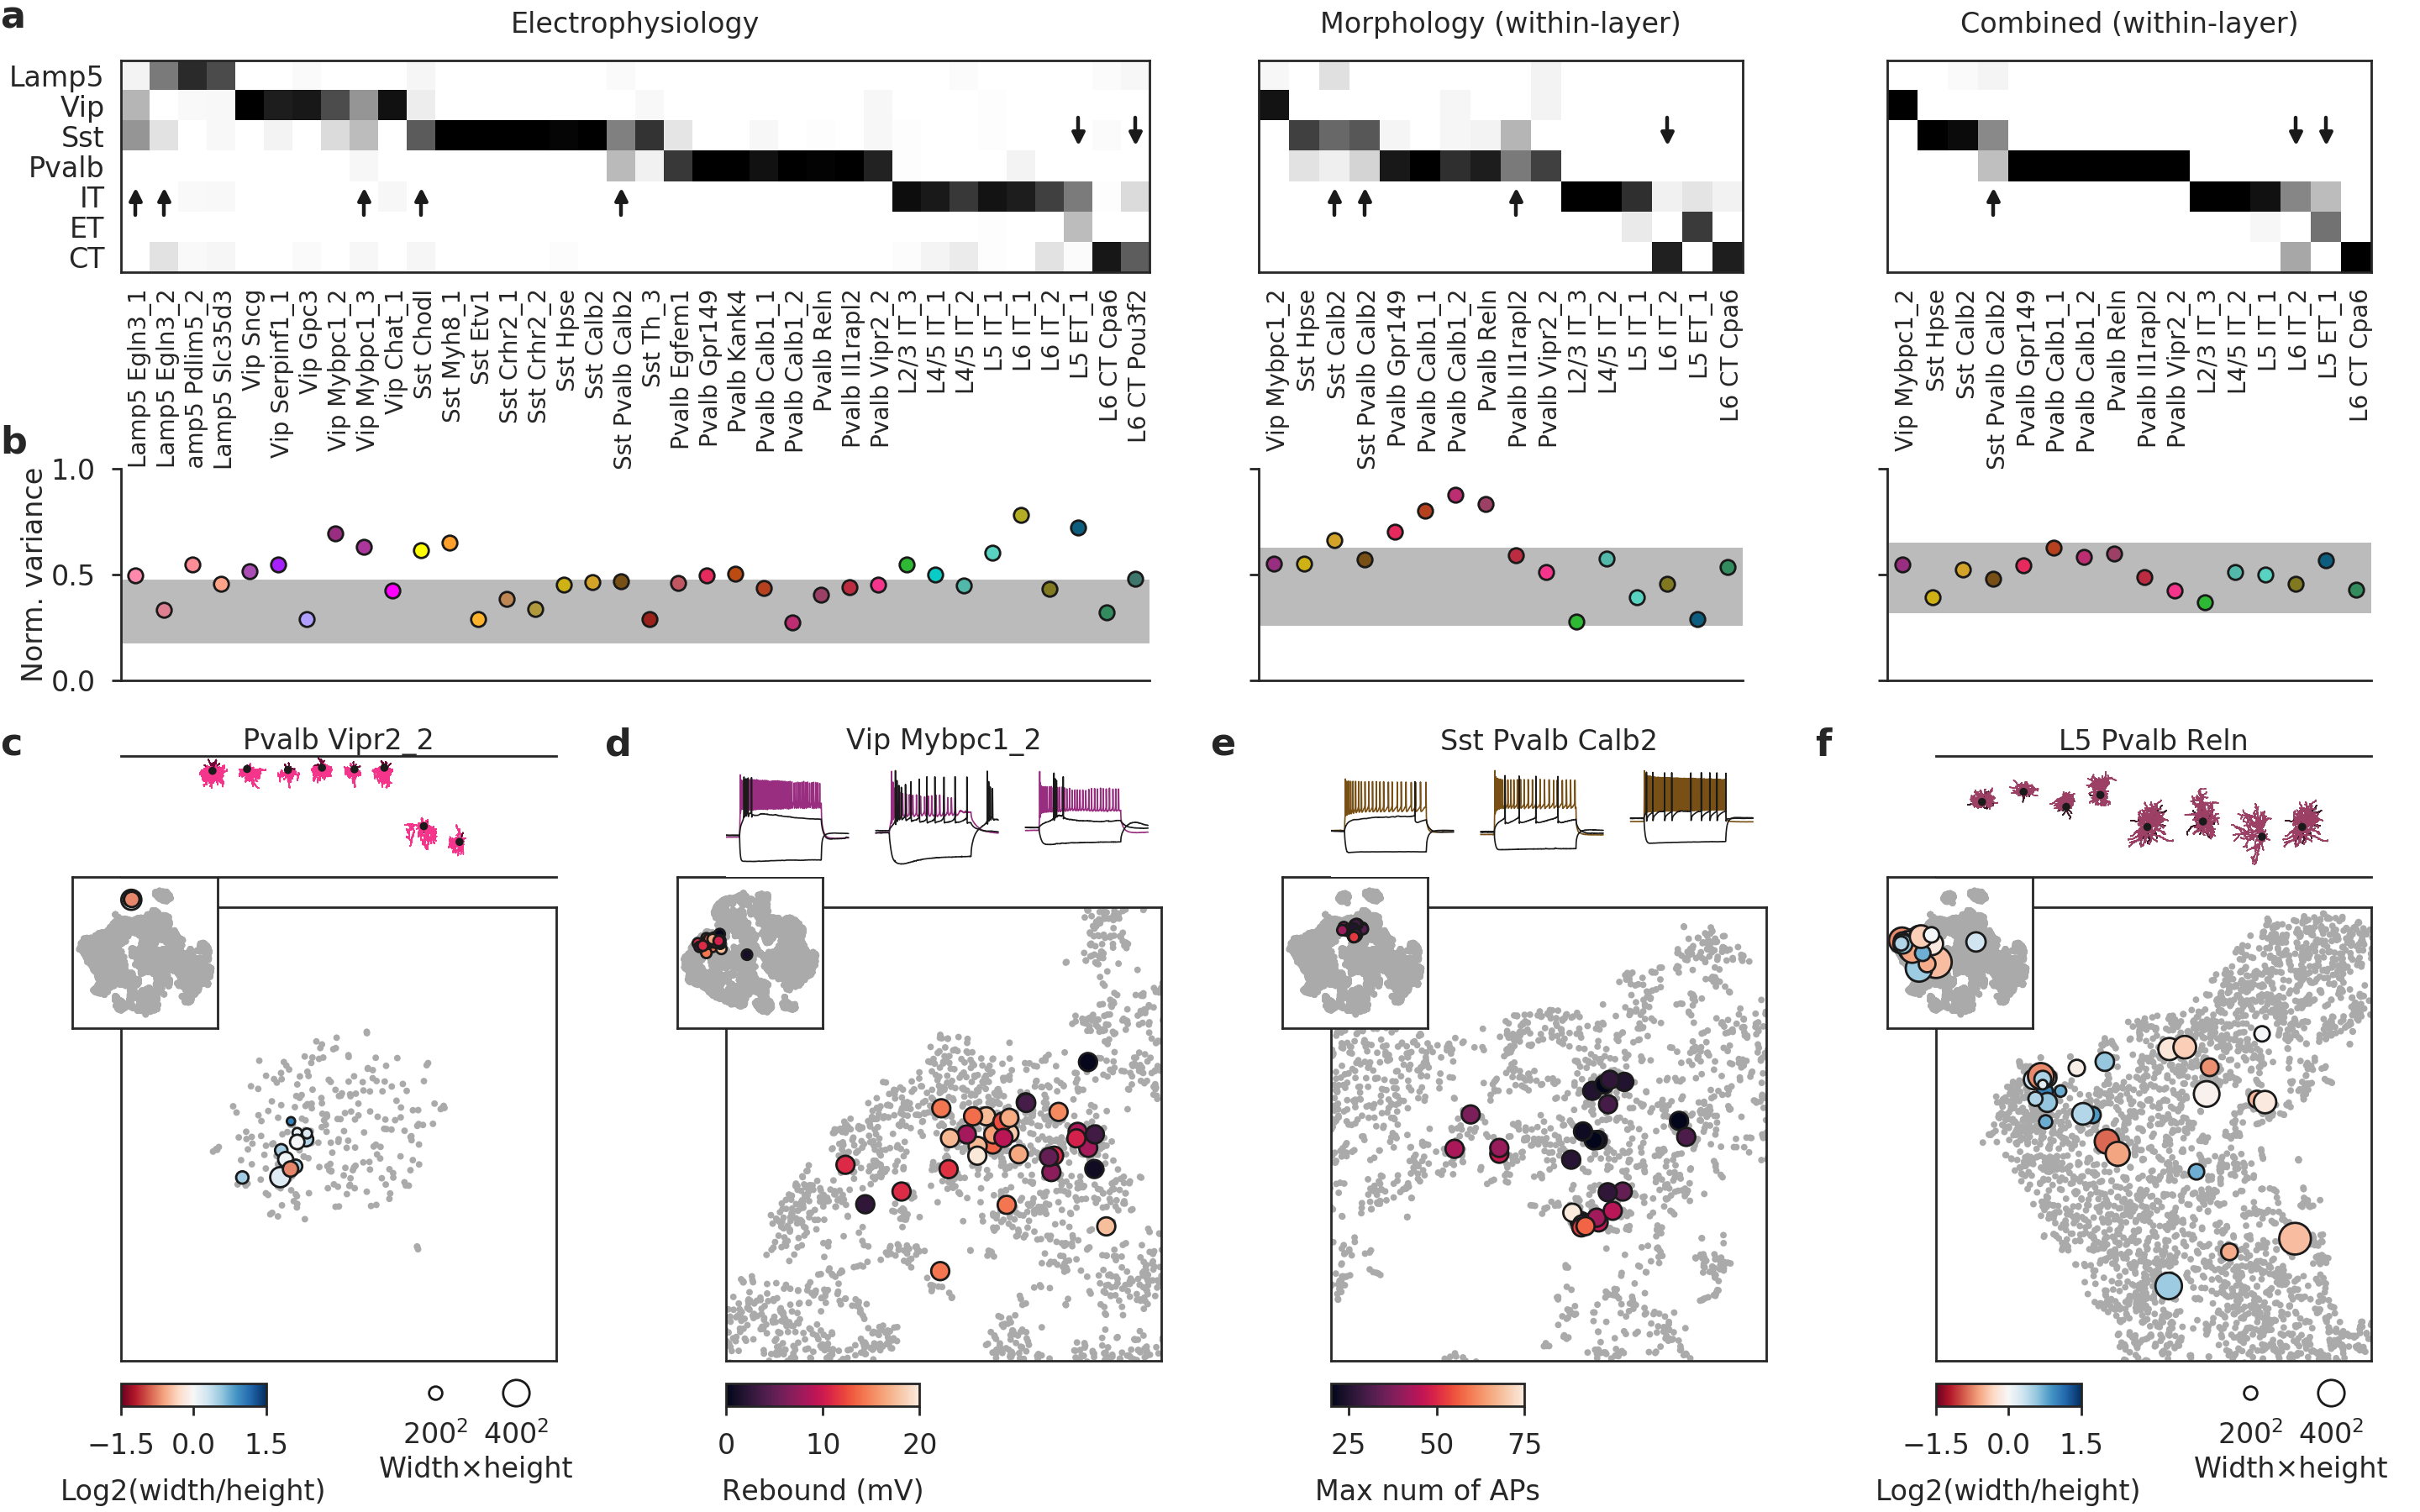 a
Electrophysiology
Morphology (within-layer)
Combined (within-layer)
Lamp5
Vip
Sst
Pvalb
IT
ET
CT
Lamp5 Egln3_1
Lamp5 Egln3_2
amp5 Pdlim5_2
Lamp5 Slc35d3
Vip Sncg
Vip Serpinf1_1
Vip Gpc3
Vip Mybpc1_2
Vip Mybpc1_3
Vip Chat_1
Sst Chodl
Sst Myh8_1
Sst Etv1
Sst Crhr2_1
Sst Crhr2_2
Sst Hpse
Sst Calb2
Sst Pvalb Calb2
Sst Th_3
Pvalb Egfem1
Pvalb Gpr149
Pvalb Kank4
Pvalb Calb1_1
Pvalb Calb1_2
Pvalb Reln
Pvalb Il1rapl2
Pvalb Vipr2_2
L2/3 IT_3
L4/5 IT_1
L4/5 IT_2
L5 IT_1
L6 IT_1
L6 IT_2
L5 ET_1
L6 CT Cpa6
L6 CT Pou3f2
Vip Mybpc1_2
Sst Hpse
Sst Calb2
Sst Pvalb Calb2
Pvalb Gpr149
Pvalb Calb1_1
Pvalb Calb1_2
Pvalb Reln
Pvalb Il1rapl2
Pvalb Vipr2_2
L2/3 IT_3
L4/5 IT_2
L5 IT_1
L6 IT_2
L5 ET_1
L6 CT Cpa6
Vip Mybpc1_2
Sst Hpse
Sst Calb2
Sst Pvalb Calb2
Pvalb Gpr149
Pvalb Calb1_1
Pvalb Calb1_2
Pvalb Reln
Pvalb Il1rapl2
Pvalb Vipr2_2
L2/3 IT_3
L4/5 IT_2
L5 IT_1
L6 IT_2
L5 ET_1
L6 CT Cpa6
b
Norm. variance
1.0
0.5
0.0
c
Pvalb Vipr2_2
d
Vip Mybpc1_2
e
Sst Pvalb Calb2
f
L5 Pvalb Reln
−1.5 0.0 1.5
Log2(width/height)
200² 400²
Width×height
0 10 20
Rebound (mV)
25 50 75
Max num of APs
−1.5 0.0 1.5
Log2(width/height)
200² 400²
Width×height